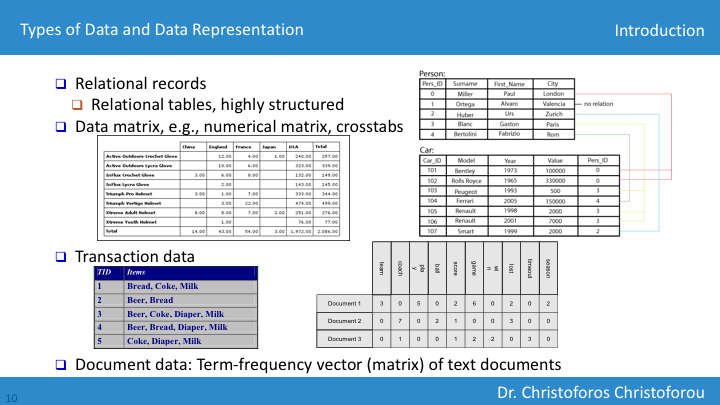 Types of Data and Data Representation
Introduction
❑ Relational records
❑ Relational tables, highly structured
❑ Data matrix, e.g., numerical matrix, crosstabs
Person:
Pers_ID Surname First_Name City
0 Miller Paul London
1 Ortega Alvaro Valencia no relation
2 Huber Urs Zurich
3 Blanc Gaston Paris
4 Bertolini Fabrizio Rom
Car:
Car_ID Model Year Value Pers_ID
101 Bentley 1973 100000 0
102 Rolls Royce 1965 330000 0
103 Peugeot 1993 500 3
104 Ferrari 2005 150000 4
105 Renault 1998 2000 3
106 Renault 2001 7000 3
107 Smart 1999 2000 2
China England France Japan USA Total
Active Outdoors Crochet Glove 12.00 4.00 1.00 240.00 257.00
Active Outdoors Lycra Glove 10.00 6.00 323.00 339.00
InFlux Crochet Glove 3.00 6.00 8.00 132.00 149.00
InFlux Lycra Glove 2.00 143.00 145.00
Triumph Pro Helmet 3.00 1.00 7.00 333.00 344.00
Triumph Vertigo Helmet 3.00 22.00 474.00 499.00
Xtreme Adult Helmet 8.00 8.00 7.00 2.00 251.00 276.00
Xtreme Youth Helmet 1.00 76.00 77.00
Total 14.00 43.00 54.00 3.00 1,972.00 2,086.00
❑ Transaction data
TID Items
1 Bread, Coke, Milk
2 Beer, Bread
3 Beer, Coke, Diaper, Milk
4 Beer, Bread, Diaper, Milk
5 Coke, Diaper, Milk
team coach play ball score game win lost timeout season
Document 1 3 0 5 0 2 6 0 2 0 2
Document 2 0 7 0 2 1 0 0 3 0 0
Document 3 0 1 0 0 1 2 2 0 3 0
❑ Document data: Term-frequency vector (matrix) of text documents
10
Dr. Christoforos Christoforou